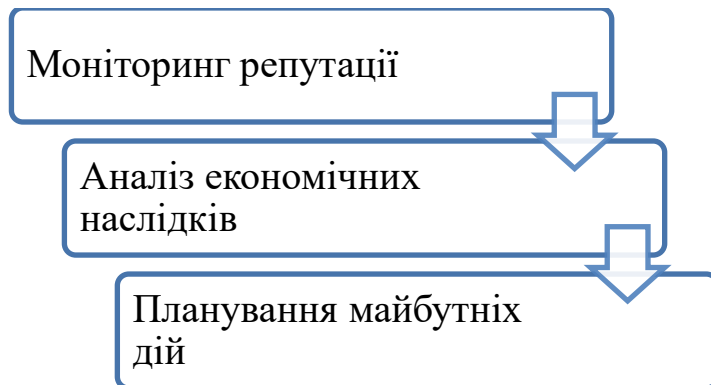 Моніторинг репутації
Аналіз економічних
наслідків
Планування майбутніх
дій